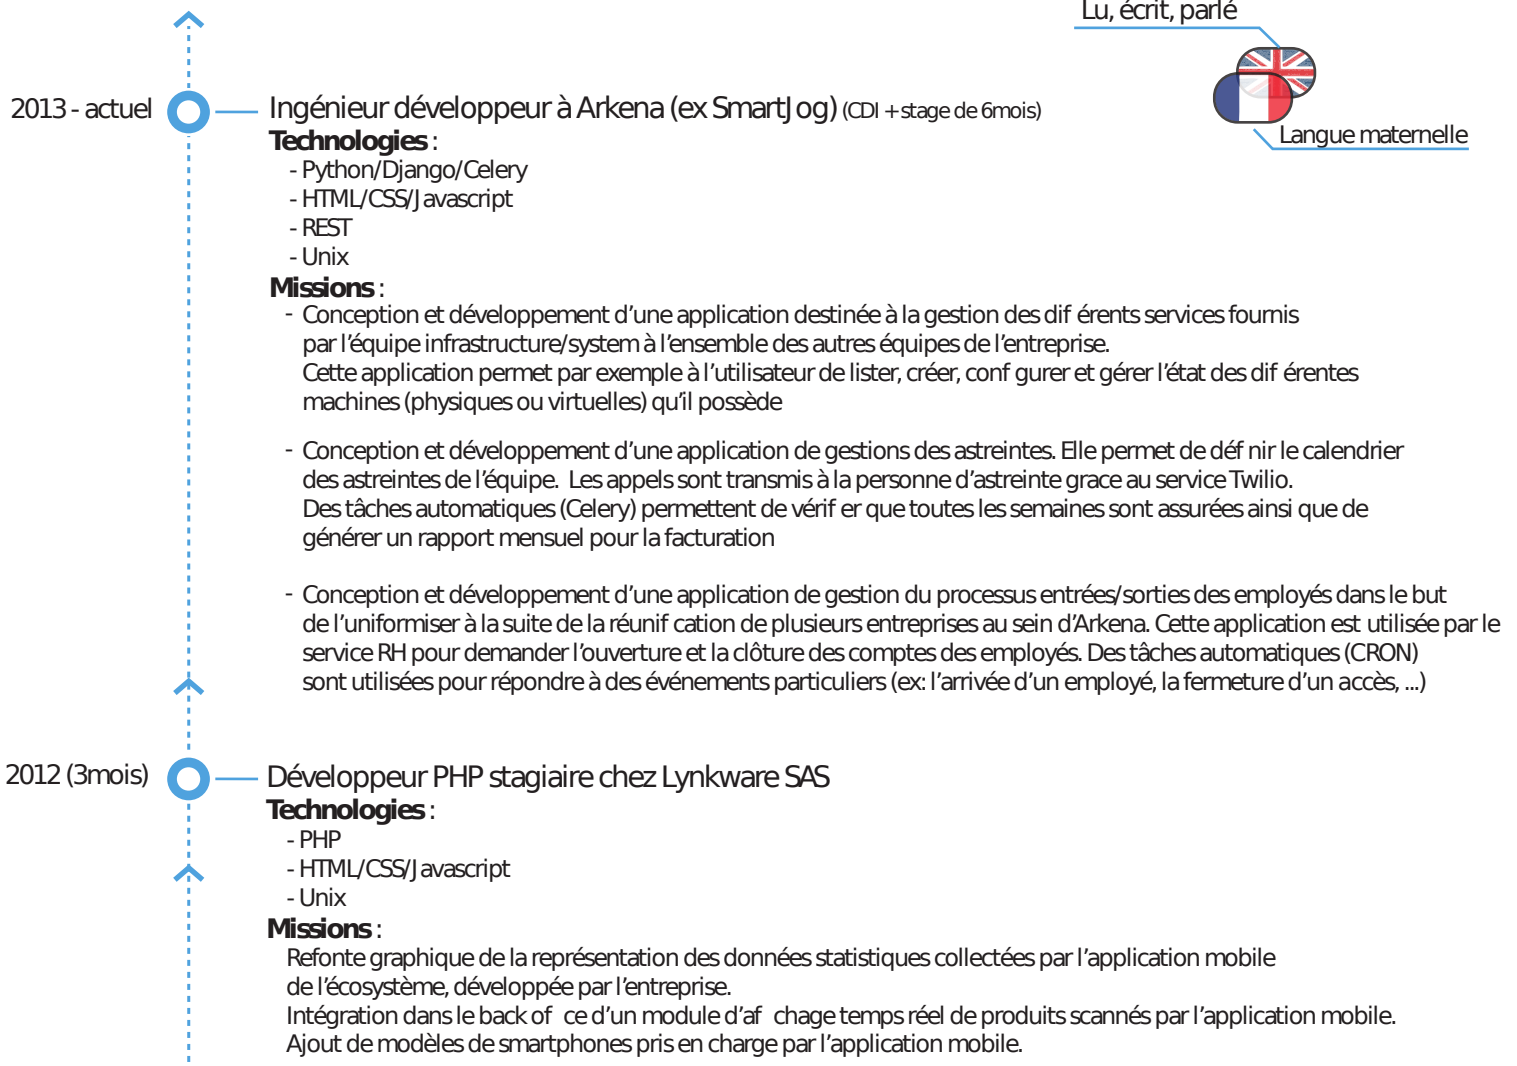 Lu, écrit, parlé
Langue maternelle
2013 - actuel
Ingénieur développeur à Arkena (ex SmartJog) (CDI + stage de 6mois)
Technologies :
- Python/Django/Celery
- HTML/CSS/Javascript
- REST
- Unix
Missions :
- Conception et développement d’une application destinée à la gestion des dif érents services fournis
par l’équipe infrastructure/system à l’ensemble des autres équipes de l’entreprise.
Cette application permet par exemple à l’utilisateur de lister, créer, conf gurer et gérer l’état des dif érentes
machines (physiques ou virtuelles) qu’il possède
- Conception et développement d’une application de gestions des astreintes. Elle permet de déf nir le calendrier
des astreintes de l’équipe. Les appels sont transmis à la personne d’astreinte grace au service Twilio.
Des tâches automatiques (Celery) permettent de vérif er que toutes les semaines sont assurées ainsi que de
générer un rapport mensuel pour la facturation
- Conception et développement d’une application de gestion du processus entrées/sorties des employés dans le but
de l’uniformiser à la suite de la réunif cation de plusieurs entreprises au sein d’Arkena. Cette application est utilisée par le
service RH pour demander l’ouverture et la clôture des comptes des employés. Des tâches automatiques (CRON)
sont utilisées pour répondre à des événements particuliers (ex: l’arrivée d’un employé, la fermeture d’un accès, ...)
2012 (3mois)
Développeur PHP stagiaire chez Lynkware SAS
Technologies :
- PHP
- HTML/CSS/Javascript
- Unix
Missions :
Refonte graphique de la représentation des données statistiques collectées par l’application mobile
de l’écosystème, développée par l’entreprise.
Intégration dans le back of ce d’un module d’af chage temps réel de produits scannés par l’application mobile.
Ajout de modèles de smartphones pris en charge par l’application mobile.